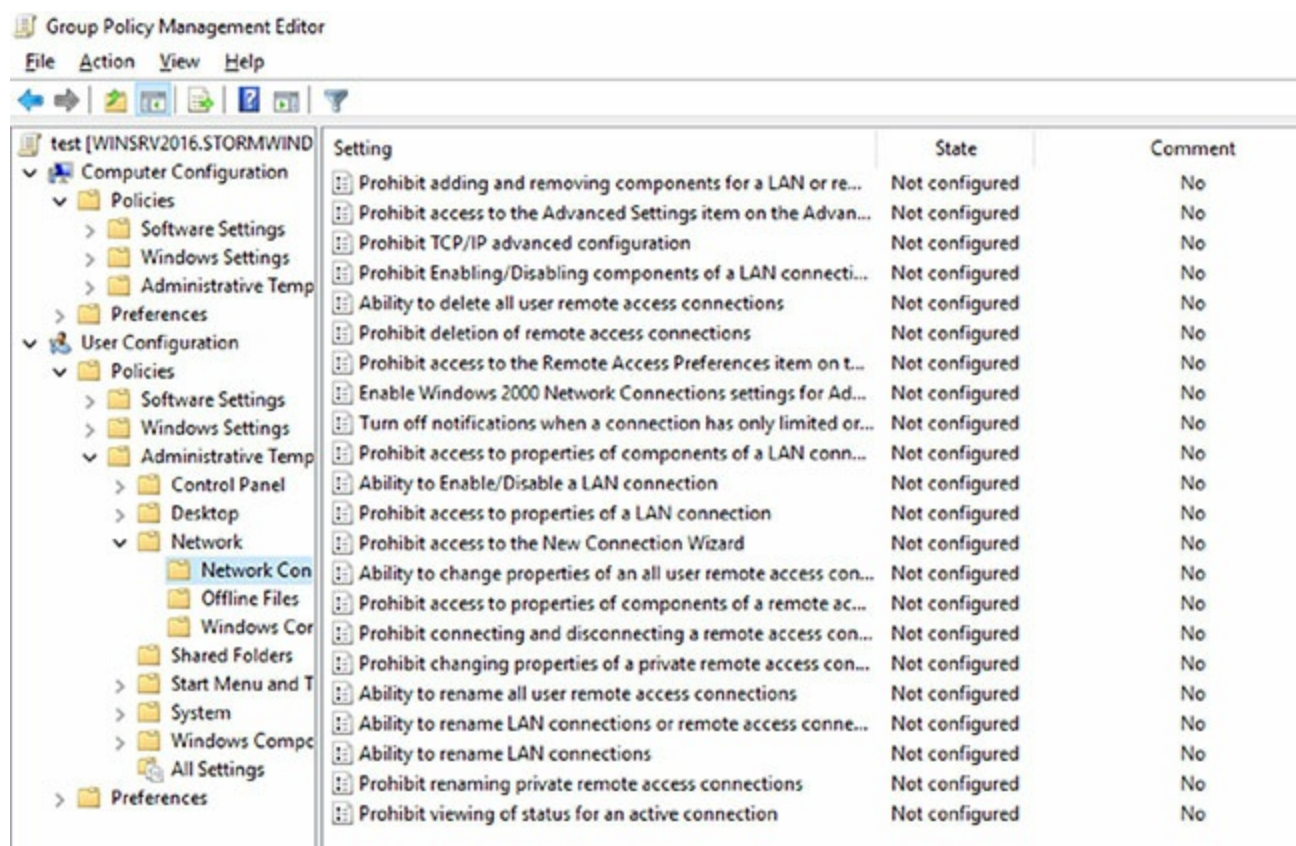 Group Policy Management Editor
File Action View Help
test [WINSRV2016.STORMWIND
Computer Configuration
Policies
Software Settings
Windows Settings
Administrative Temp
Preferences
User Configuration
Policies
Software Settings
Windows Settings
Administrative Temp
Control Panel
Desktop
Network
Network Con
Offline Files
Windows Cor
Shared Folders
Start Menu and T
System
Windows Compo
All Settings
Preferences
Setting State Comment
Prohibit adding and removing components for a LAN or re... Not configured No
Prohibit access to the Advanced Settings item on the Advan... Not configured No
Prohibit TCP/IP advanced configuration Not configured No
Prohibit Enabling/Disabling components of a LAN connecti... Not configured No
Ability to delete all user remote access connections Not configured No
Prohibit deletion of remote access connections Not configured No
Prohibit access to the Remote Access Preferences item on t... Not configured No
Enable Windows 2000 Network Connections settings for Ad... Not configured No
Turn off notifications when a connection has only limited or... Not configured No
Prohibit access to properties of components of a LAN conn... Not configured No
Ability to Enable/Disable a LAN connection Not configured No
Prohibit access to properties of a LAN connection Not configured No
Prohibit access to the New Connection Wizard Not configured No
Ability to change properties of an all user remote access con... Not configured No
Prohibit access to properties of components of a remote ac... Not configured No
Prohibit connecting and disconnecting a remote access con... Not configured No
Prohibit changing properties of a private remote access con... Not configured No
Ability to rename all user remote access connections Not configured No
Ability to rename LAN connections or remote access conne... Not configured No
Ability to rename LAN connections Not configured No
Prohibit renaming private remote access connections Not configured No
Prohibit viewing of status for an active connection Not configured No